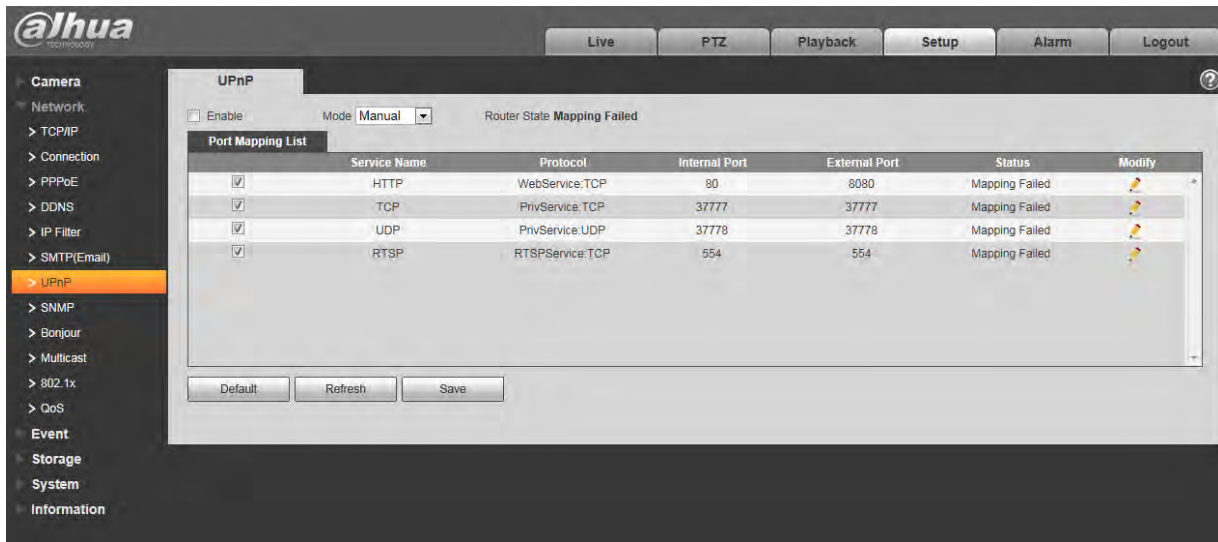 alhua
TECHNOLOGY
Live PTZ Playback Setup Alarm Logout
Camera
Network
> TCP/IP
> Connection
> PPPoE
> DDNS
> IP Filter
> SMTP(Email)
> UPnP
> SNMP
> Bonjour
> Multicast
> 802.1x
> QoS
Event
Storage
System
Information
UPnP
?
Enable Mode Manual Router State Mapping Failed
Port Mapping List
Service Name Protocol Internal Port External Port Status Modify
HTTP WebService:TCP 80 8080 Mapping Failed
TCP PrivService:TCP 37777 37777 Mapping Failed
UDP PrivService:UDP 37778 37778 Mapping Failed
RTSP RTSPService:TCP 554 554 Mapping Failed
Default Refresh Save